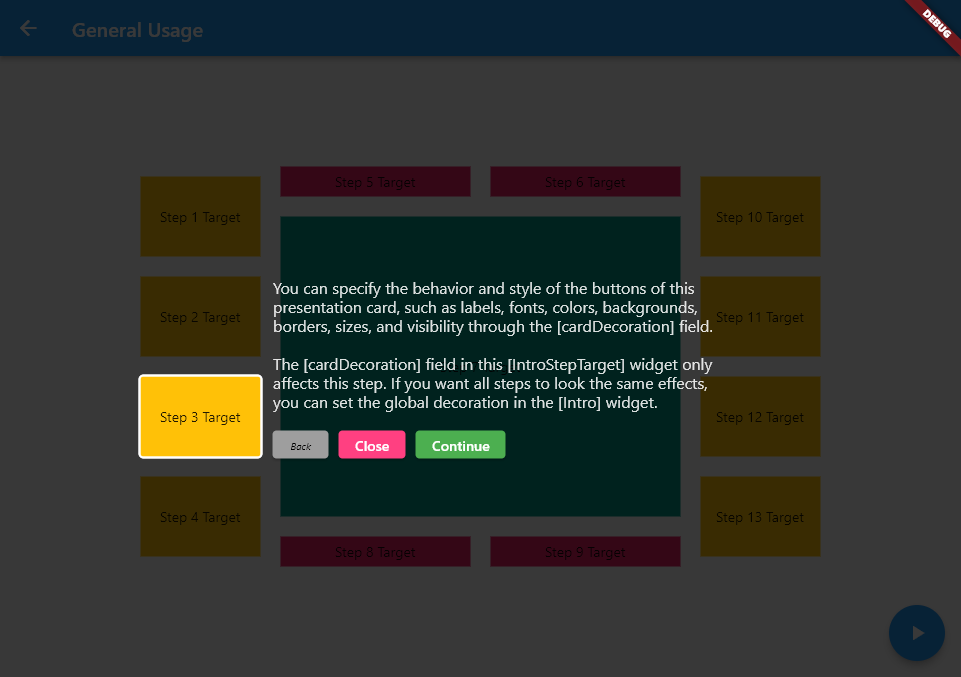 General Usage
DEBUG
Step 5 Target
Step 6 Target
Step 1 Target
Step 10 Target
Step 2 Target
Step 11 Target
You can specify the behavior and style of the buttons of this
presentation card, such as labels, fonts, colors, backgrounds,
borders, sizes, and visibility through the [cardDecoration] field.
The [cardDecoration] field in this [IntroStepTarget] widget only
affects this step. If you want all steps to look the same effects,
you can set the global decoration in the [Intro] widget.
Step 3 Target
Step 12 Target
Back
Close
Continue
Step 4 Target
Step 13 Target
Step 8 Target
Step 9 Target